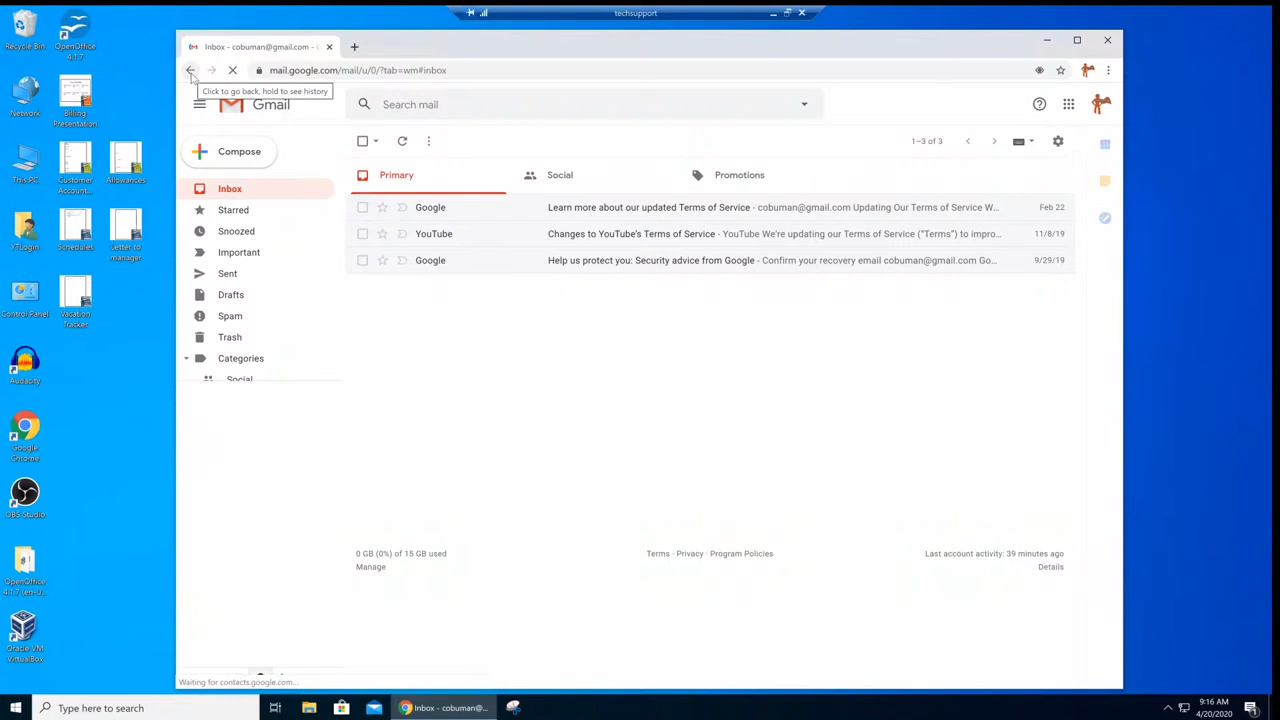 techsupport
Inbox - cobuman@gmail.com -
mail.google.com/mail/u/0/?tab=wm#inbox
Click to go back, hold to see history
Gmail
Search mail
Compose
1–3 of 3
Primary
Social
Promotions
Inbox
Starred
Snoozed
Important
Sent
Drafts
Spam
Trash
Categories
Social
Google Learn more about our updated Terms of Service - cobuman@gmail.com Updating Our Terms of Service W... Feb 22
YouTube Changes to YouTube's Terms of Service - YouTube We're updating our Terms of Service ("Terms") to impro... 11/8/19
Google Help us protect you: Security advice from Google - Confirm your recovery email cobuman@gmail.com Go... 9/29/19
0 GB (0%) of 15 GB used
Manage
Terms · Privacy · Program Policies
Last account activity: 39 minutes ago
Details
Waiting for contacts.google.com...
Recycle Bin
OpenOffice
4.1.7
Network
Billing
Presentation
This PC
Customer
Account...
Allowances
YTLogin
Schedules
Letter to
manager
Control Panel
Vacation
Tracker
Audacity
Google
Chrome
OBS Studio
OpenOffice
4.1.7 (en-U...
Oracle VM
VirtualBox
Type here to search
Inbox - cobuman@...
9:16 AM
4/20/2020
1